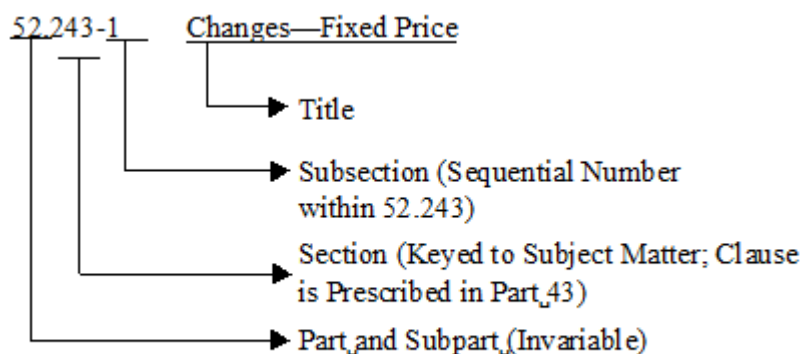 52.243-1 Changes—Fixed Price
Title
Subsection (Sequential Number
within 52.243)
Section (Keyed to Subject Matter; Clause
is Prescribed in Part 43)
Part and Subpart (Invariable)